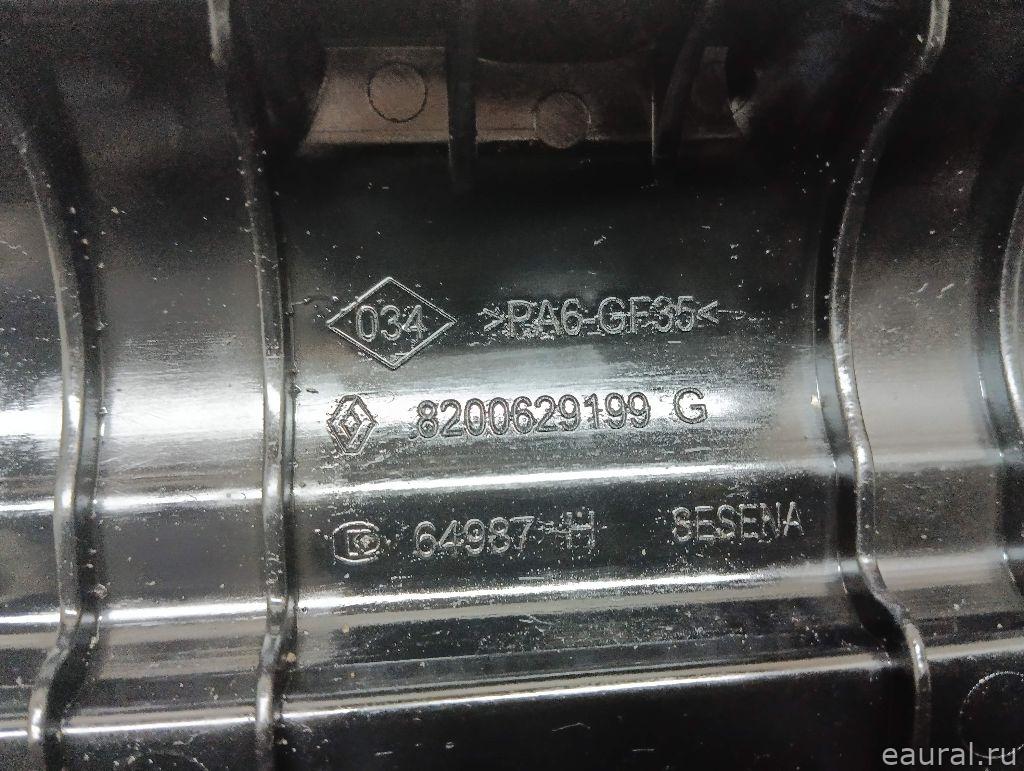 034 >PA6-GF35<
8200629199 G
64987-H SESENA
eaural.ru